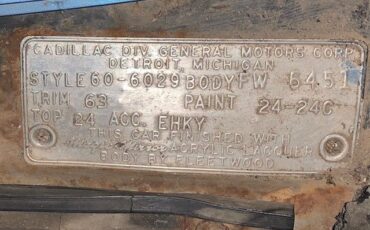 CADILLAC DIV. GENERAL MOTORS CORP.
DETROIT, MICHIGAN
STYLE 60-6029 BODY FW 6451
TRIM 63 PAINT 24-24C
TOP 24 ACC. EHKY
THIS CAR FINISHED WITH
ACRYLIC LACQUER
BODY BY FLEETWOOD